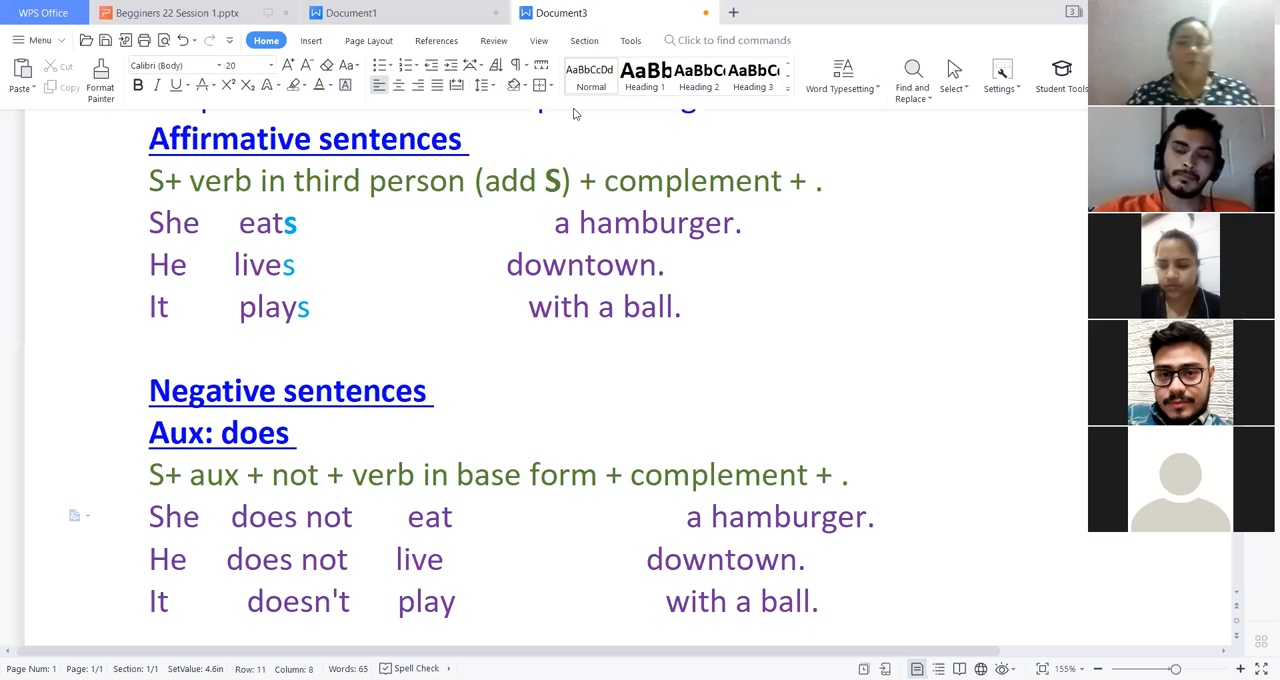 WPS Office Begginers 22 Session 1.pptx Document1 Document3 + 3
Menu Home Insert Page Layout References Review View Section Tools Click to find commands
Calibri (Body) 20 A+ A- Aa AaBbCcDd AaBb AaBbC AaBbC
Paste Cut Copy Format Painter B I U A X² X₂ A A A Normal Heading 1 Heading 2 Heading 3 Word Typesetting Find and Replace Select Settings Student Tools
Affirmative sentences
S+ verb in third person (add S) + complement + .
She eats a hamburger.
He lives downtown.
It plays with a ball.
Negative sentences
Aux: does
S+ aux + not + verb in base form + complement + .
She does not eat a hamburger.
He does not live downtown.
It doesn't play with a ball.
Page Num: 1 Page: 1/1 Section: 1/1 SetValue: 4.6in Row: 11 Column: 8 Words: 65 Spell Check 155%